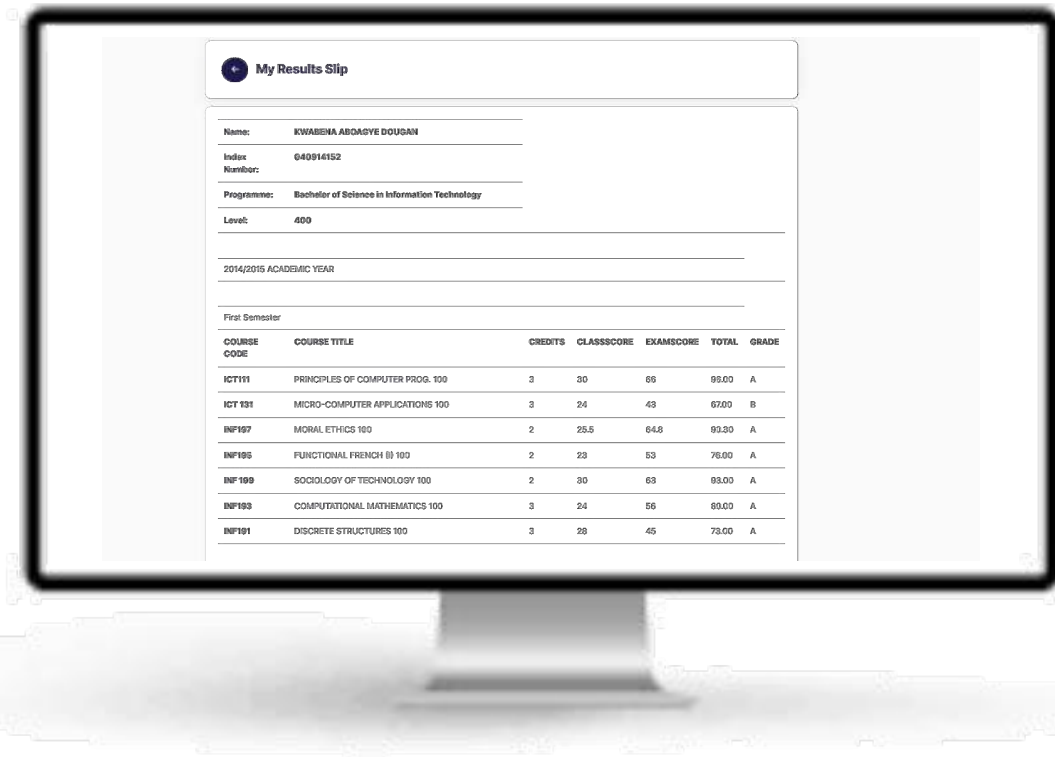 My Results Slip
Name: KWABENA ABOAGYE DOUGAN
Index Number: 040914152
Programme: Bachelor of Science in Information Technology
Level: 400
2014/2015 ACADEMIC YEAR
First Semester
COURSE CODE COURSE TITLE CREDITS CLASSSCORE EXAMSCORE TOTAL GRADE
ICT111 PRINCIPLES OF COMPUTER PROG. 100 3 30 66 96.00 A
ICT 131 MICRO-COMPUTER APPLICATIONS 100 3 24 43 67.00 B
INF197 MORAL ETHICS 100 2 25.5 64.8 90.30 A
INF195 FUNCTIONAL FRENCH (I) 100 2 23 53 76.00 A
INF 199 SOCIOLOGY OF TECHNOLOGY 100 2 30 63 93.00 A
INF193 COMPUTATIONAL MATHEMATICS 100 3 24 56 80.00 A
INF191 DISCRETE STRUCTURES 100 3 28 45 73.00 A